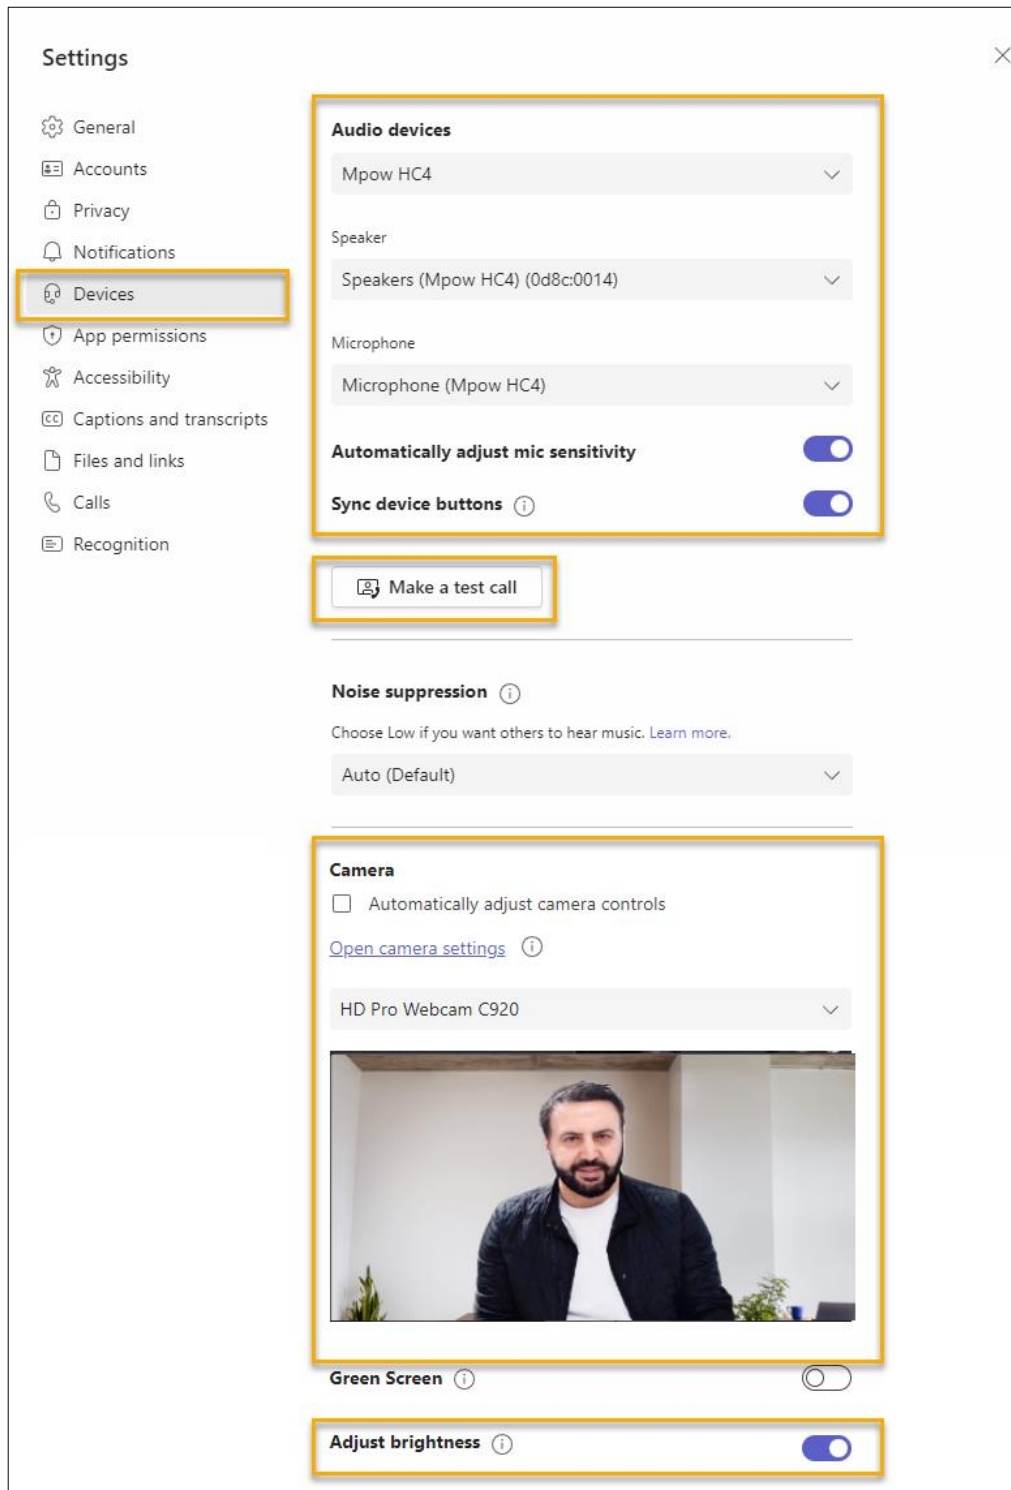 Settings
General
Accounts
Privacy
Notifications
Devices
App permissions
Accessibility
Captions and transcripts
Files and links
Calls
Recognition
Audio devices
Mpow HC4
Speaker
Speakers (Mpow HC4) (0d8c:0014)
Microphone
Microphone (Mpow HC4)
Automatically adjust mic sensitivity
Sync device buttons
Make a test call
Noise suppression
Choose Low if you want others to hear music. Learn more.
Auto (Default)
Camera
Automatically adjust camera controls
Open camera settings
HD Pro Webcam C920
Green Screen
Adjust brightness